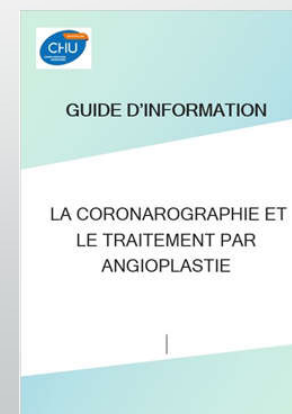 CHU
GUIDE D'INFORMATION
LA CORONAROGRAPHIE ET
LE TRAITEMENT PAR
ANGIOPLASTIE